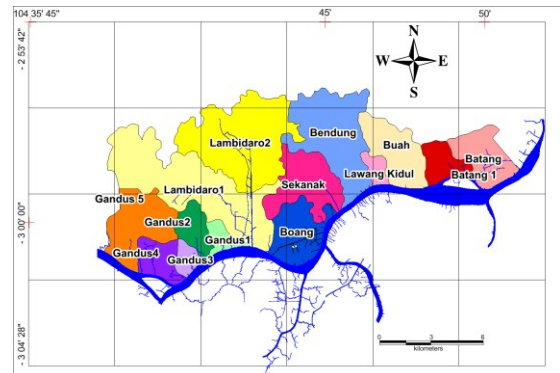 104 35' 45"
45'
50'
- 2 53' 42"
N
W E
S
Lambidaro2
Bendung
Buah
Batang
Batang 1
Lawang Kidul
Sekanak
Lambidaro1
Gandus 5
Gandus2
Boang
Gandus1
Gandus4
Gandus3
- 3 00' 00"
- 3 04' 28"
0 3 6
kilometers